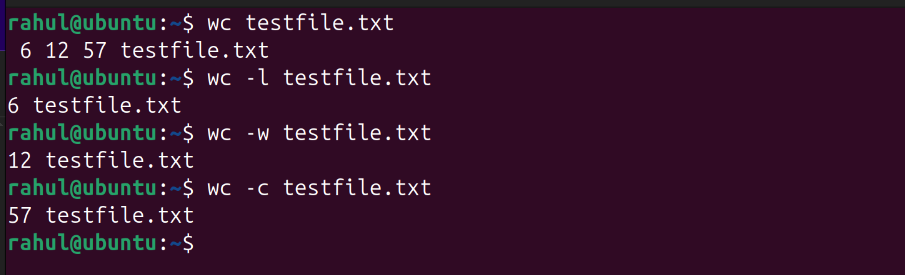 rahul@ubuntu:~$ wc testfile.txt
 6 12 57 testfile.txt
rahul@ubuntu:~$ wc -l testfile.txt
6 testfile.txt
rahul@ubuntu:~$ wc -w testfile.txt
12 testfile.txt
rahul@ubuntu:~$ wc -c testfile.txt
57 testfile.txt
rahul@ubuntu:~$